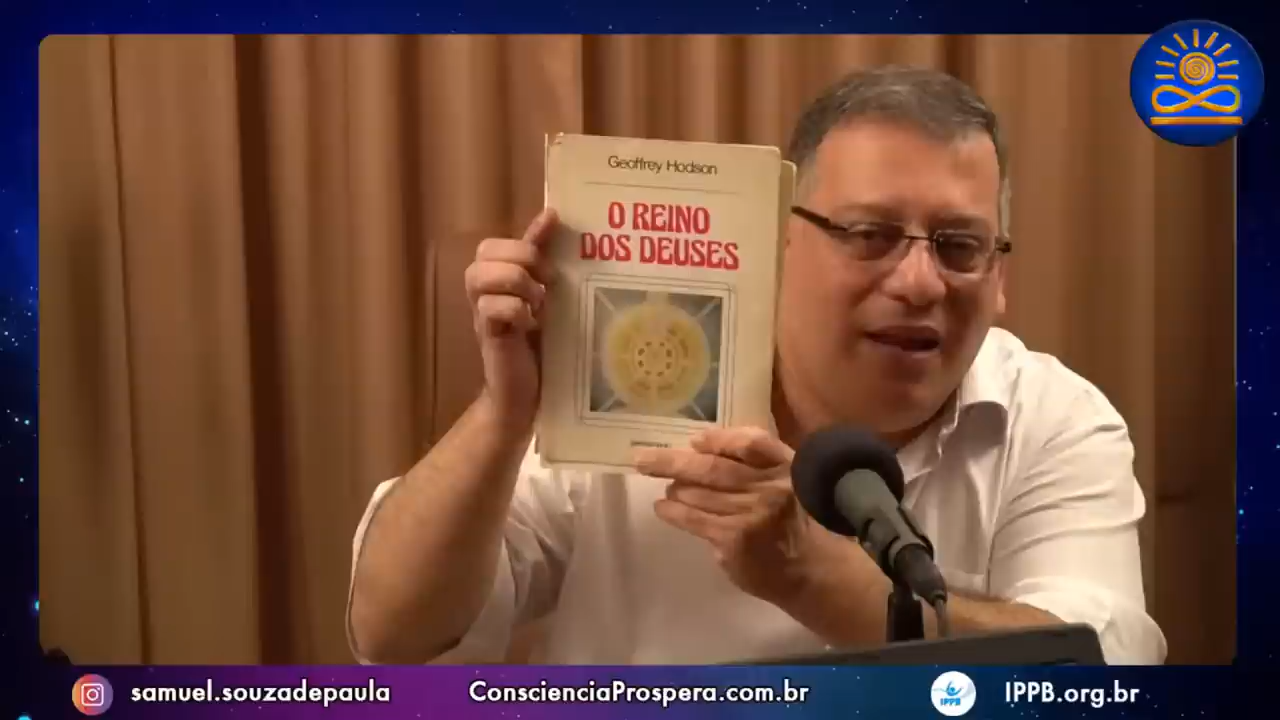 Geoffrey Hodson
O REINO
DOS DEUSES
samuel.souzadepaula
ConscienciaProspera.com.br
IPPB
IPPB.org.br